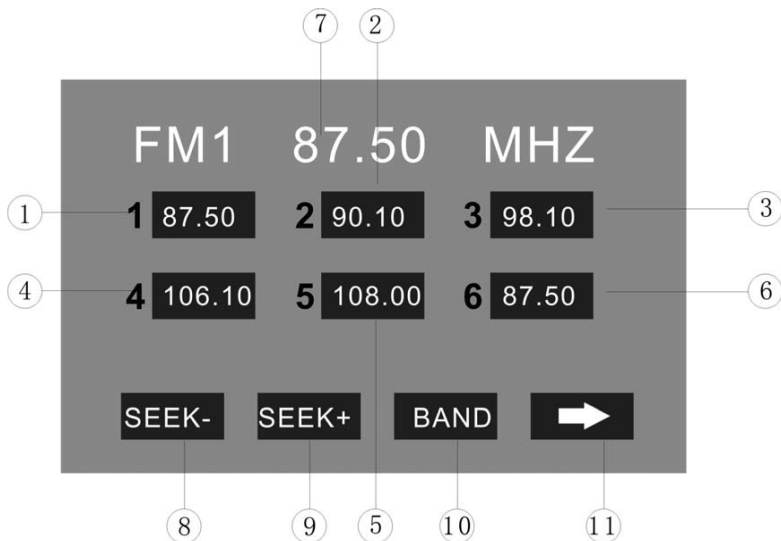 ⑦ ②
FM1 87.50 MHZ
① 1 87.50 2 90.10 3 98.10 ③
④ 4 106.10 5 108.00 6 87.50 ⑥
SEEK- SEEK+ BAND
⑧ ⑨ ⑤ ⑩ ⑪